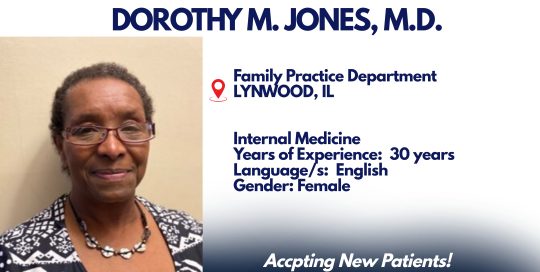 DOROTHY M. JONES, M.D.
Family Practice Department
LYNWOOD, IL
Internal Medicine
Years of Experience: 30 years
Language/s: English
Gender: Female
Accpting New Patients!